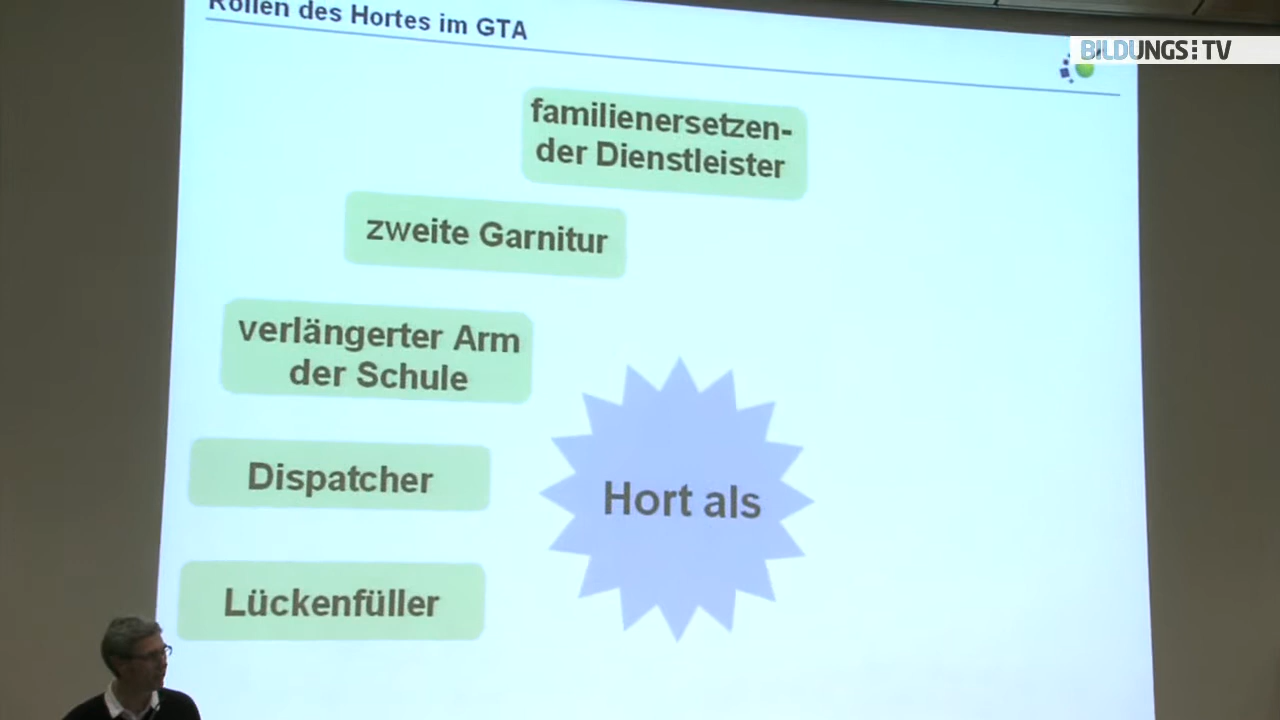 Rollen des Hortes im GTA
BILDUNGS TV
familienersetzen-
der Dienstleister
zweite Garnitur
verlängerter Arm
der Schule
Dispatcher
Hort als
Lückenfüller